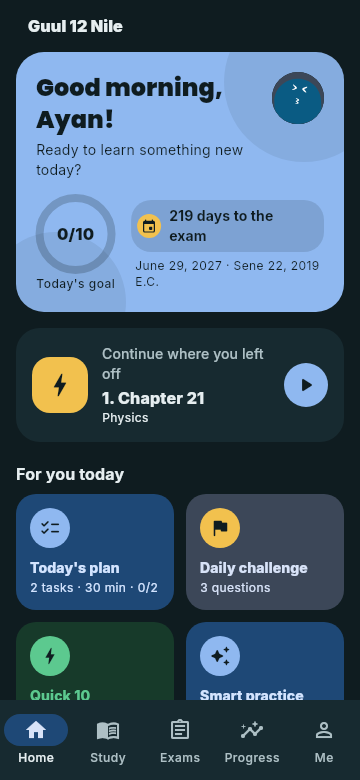 Guul 12 Nile
Good morning,
Ayan!
Ready to learn something new
today?
0/10
Today's goal
219 days to the
exam
June 29, 2027 · Sene 22, 2019
E.C.
Continue where you left
off
1. Chapter 21
Physics
For you today
Today's plan
2 tasks · 30 min · 0/2
Daily challenge
3 questions
Quick 10
Smart practice
Home
Study
Exams
Progress
Me